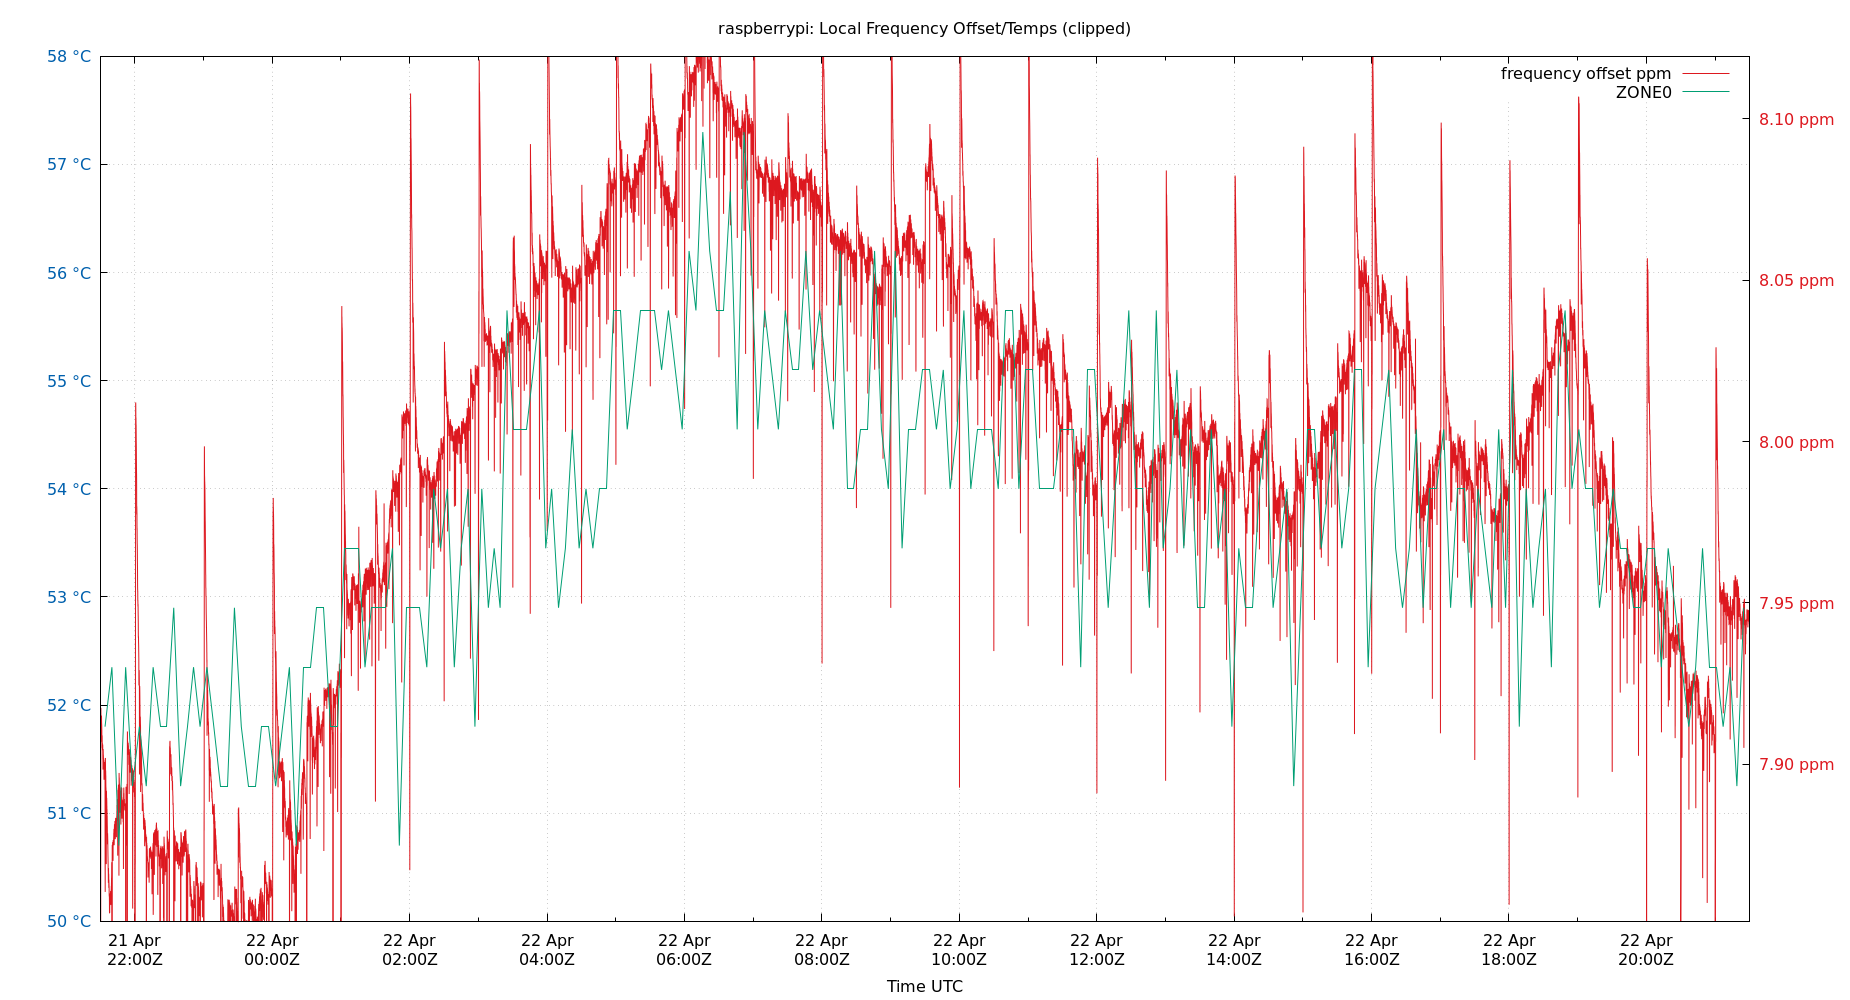 raspberrypi: Local Frequency Offset/Temps (clipped)
frequency offset ppm
ZONE0
58 °C
57 °C
56 °C
55 °C
54 °C
53 °C
52 °C
51 °C
50 °C
8.10 ppm
8.05 ppm
8.00 ppm
7.95 ppm
7.90 ppm
21 Apr 22 Apr 22 Apr 22 Apr 22 Apr 22 Apr 22 Apr 22 Apr 22 Apr 22 Apr 22 Apr 22 Apr
22:00Z 00:00Z 02:00Z 04:00Z 06:00Z 08:00Z 10:00Z 12:00Z 14:00Z 16:00Z 18:00Z 20:00Z
Time UTC